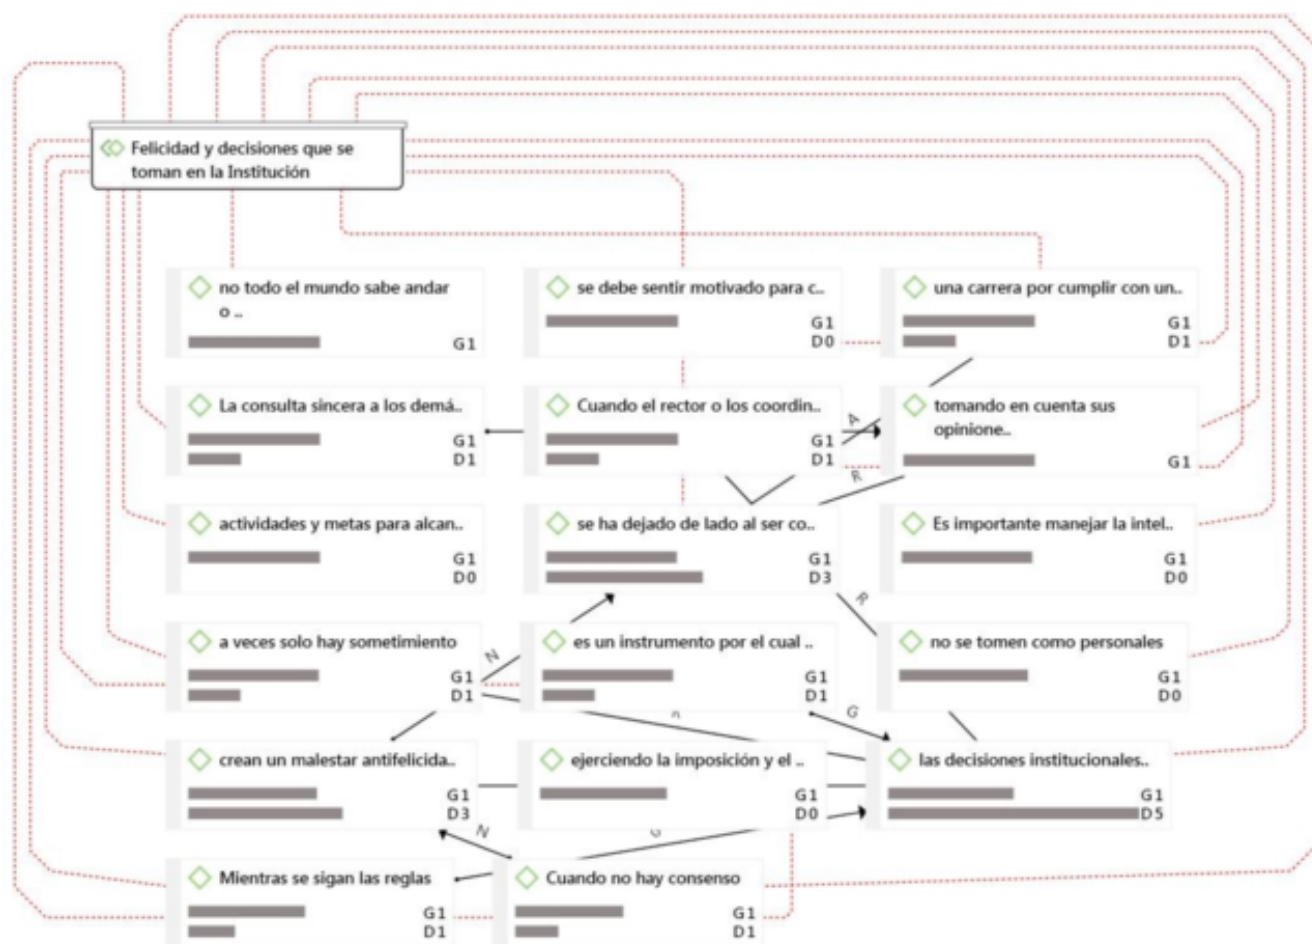 Felicidad y decisiones que se
toman en la Institución
no todo el mundo sabe andar
o ..
G1
se debe sentir motivado para c..
G1
D0
una carrera por cumplir con un..
G1
D1
La consulta sincera a los demá..
G1
D1
Cuando el rector o los coordin..
G1
D1
A
tomando en cuenta sus
opinione..
G1
R
actividades y metas para alcan..
G1
D0
se ha dejado de lado al ser co..
G1
D3
Es importante manejar la intel..
G1
D0
R
a veces solo hay sometimiento
G1
D1
N
es un instrumento por el cual ..
G1
D1
no se tomen como personales
G1
D0
G
crean un malestar antifelicida..
G1
D3
ejerciendo la imposición y el ..
G1
D0
las decisiones institucionales..
G1
D5
N
G
Mientras se sigan las reglas
G1
D1
Cuando no hay consenso
G1
D1